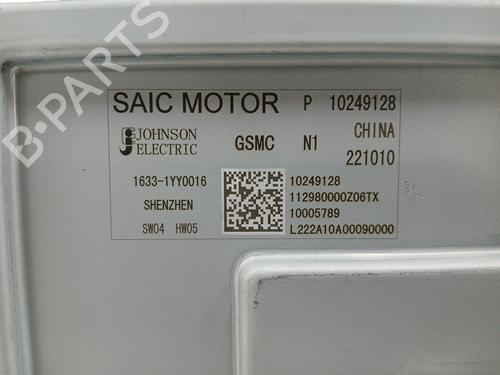 SAIC MOTOR P 10249128
JOHNSON ELECTRIC GSMC N1 CHINA
221010
1633-1YY0016 10249128
112980000Z06TX
SHENZHEN 10005789
SW04 HW05 L222A10A00090000
B-PARTS